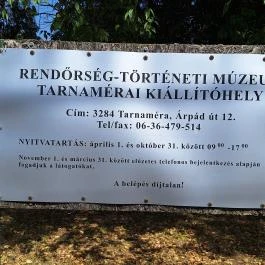 RENDŐRSÉG-TÖRTÉNETI MÚZEU
TARNAMÉRAI KIÁLLÍTÓHELY
Cím: 3284 Tarnaméra, Árpád út 12.
Tel/fax: 06-36-479-514
NYITVATARTÁS: április 1. és október 31. között 09 00 -17 00
November 1. és március 31. között előzetes telefonos bejelentkezés alapján
fogadjuk a látogatókat.
A belépés díjtalan!